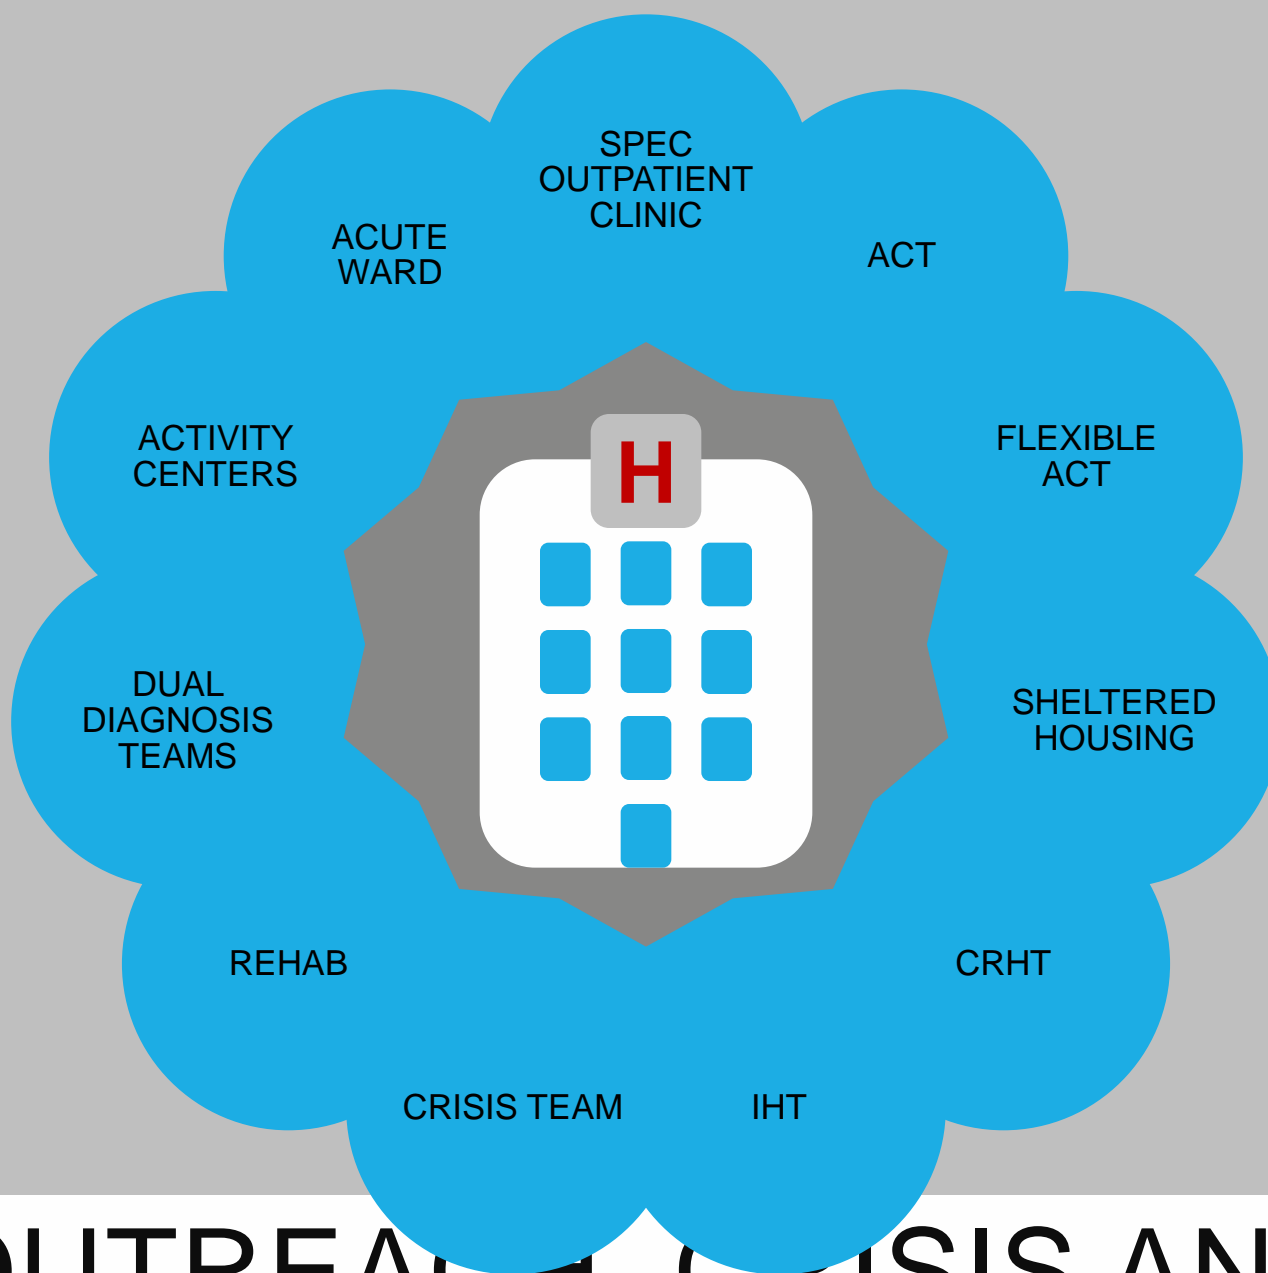 SPEC
OUTPATIENT
CLINIC
ACUTE
WARD
ACT
ACTIVITY
CENTERS
FLEXIBLE
ACT
H
DUAL
DIAGNOSIS
TEAMS
SHELTERED
HOUSING
REHAB
CRHT
CRISIS TEAM
IHT